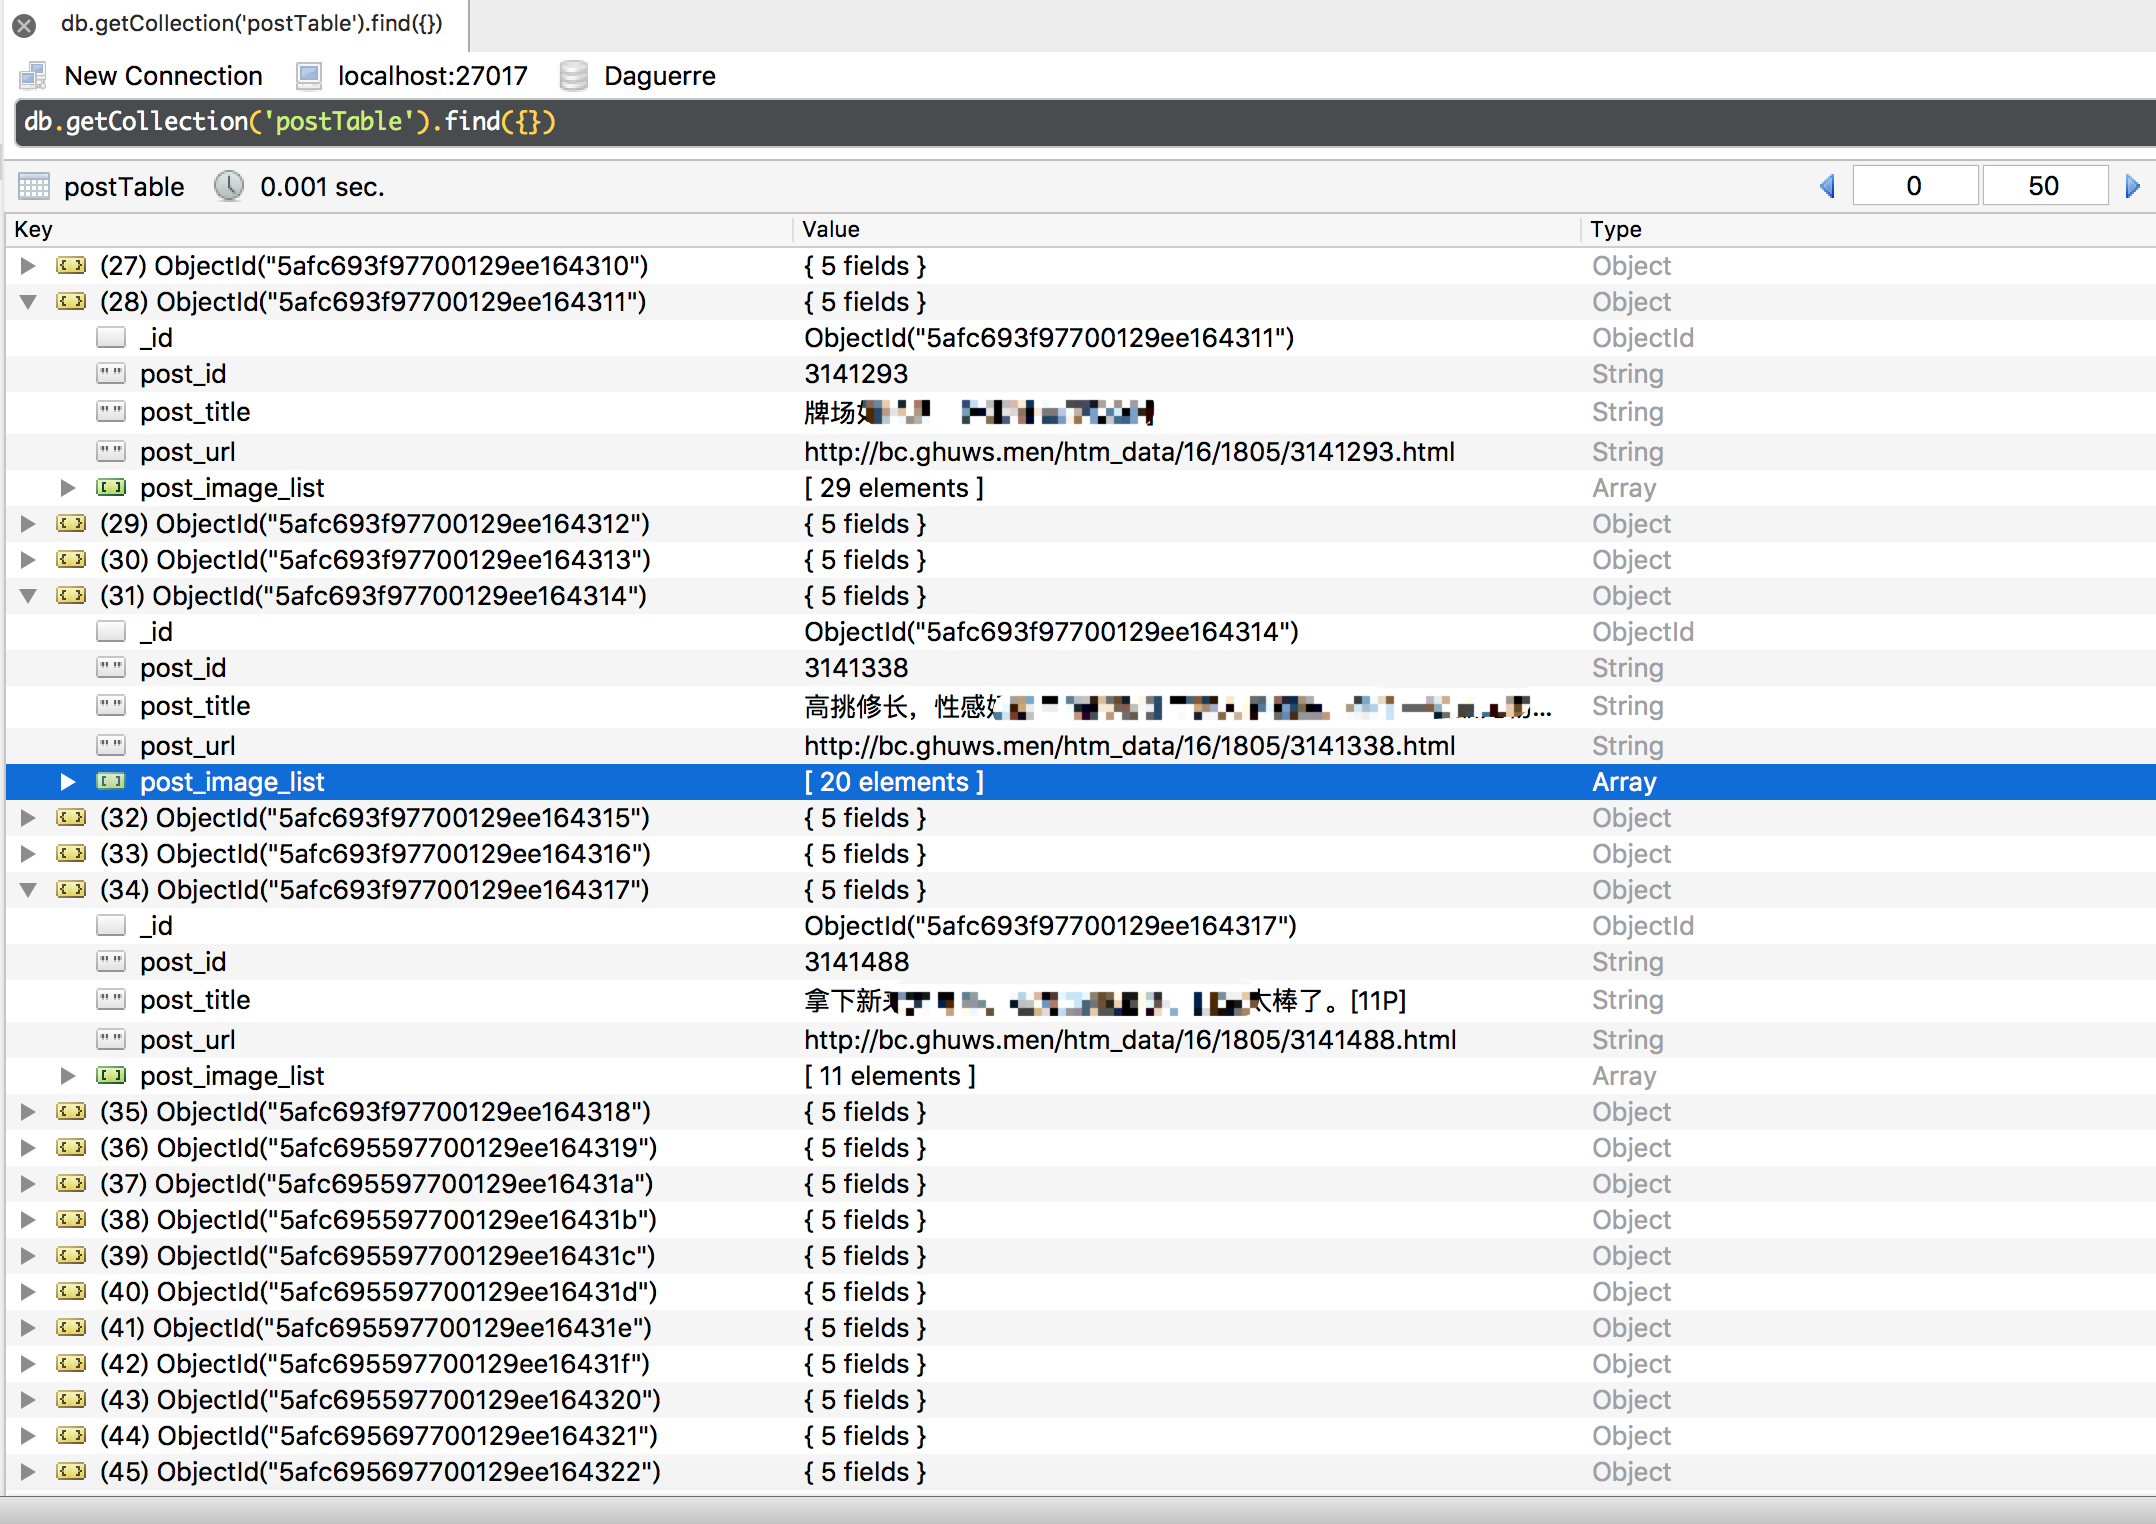 db.getCollection('postTable').find({})
New Connection localhost:27017 Daguerre
db.getCollection('postTable').find({})
postTable 0.001 sec. 0 50
Key Value Type
(27) ObjectId("5afc693f97700129ee164310") { 5 fields } Object
(28) ObjectId("5afc693f97700129ee164311") { 5 fields } Object
_id ObjectId("5afc693f97700129ee164311") ObjectId
post_id 3141293 String
post_title 牌场 String
post_url http://bc.ghuws.men/htm_data/16/1805/3141293.html String
post_image_list [ 29 elements ] Array
(29) ObjectId("5afc693f97700129ee164312") { 5 fields } Object
(30) ObjectId("5afc693f97700129ee164313") { 5 fields } Object
(31) ObjectId("5afc693f97700129ee164314") { 5 fields } Object
_id ObjectId("5afc693f97700129ee164314") ObjectId
post_id 3141338 String
post_title 高挑修长，性感 ... String
post_url http://bc.ghuws.men/htm_data/16/1805/3141338.html String
post_image_list [ 20 elements ] Array
(32) ObjectId("5afc693f97700129ee164315") { 5 fields } Object
(33) ObjectId("5afc693f97700129ee164316") { 5 fields } Object
(34) ObjectId("5afc693f97700129ee164317") { 5 fields } Object
_id ObjectId("5afc693f97700129ee164317") ObjectId
post_id 3141488 String
post_title 拿下新 太棒了。[11P] String
post_url http://bc.ghuws.men/htm_data/16/1805/3141488.html String
post_image_list [ 11 elements ] Array
(35) ObjectId("5afc693f97700129ee164318") { 5 fields } Object
(36) ObjectId("5afc695597700129ee164319") { 5 fields } Object
(37) ObjectId("5afc695597700129ee16431a") { 5 fields } Object
(38) ObjectId("5afc695597700129ee16431b") { 5 fields } Object
(39) ObjectId("5afc695597700129ee16431c") { 5 fields } Object
(40) ObjectId("5afc695597700129ee16431d") { 5 fields } Object
(41) ObjectId("5afc695597700129ee16431e") { 5 fields } Object
(42) ObjectId("5afc695597700129ee16431f") { 5 fields } Object
(43) ObjectId("5afc695597700129ee164320") { 5 fields } Object
(44) ObjectId("5afc695697700129ee164321") { 5 fields } Object
(45) ObjectId("5afc695697700129ee164322") { 5 fields } Object